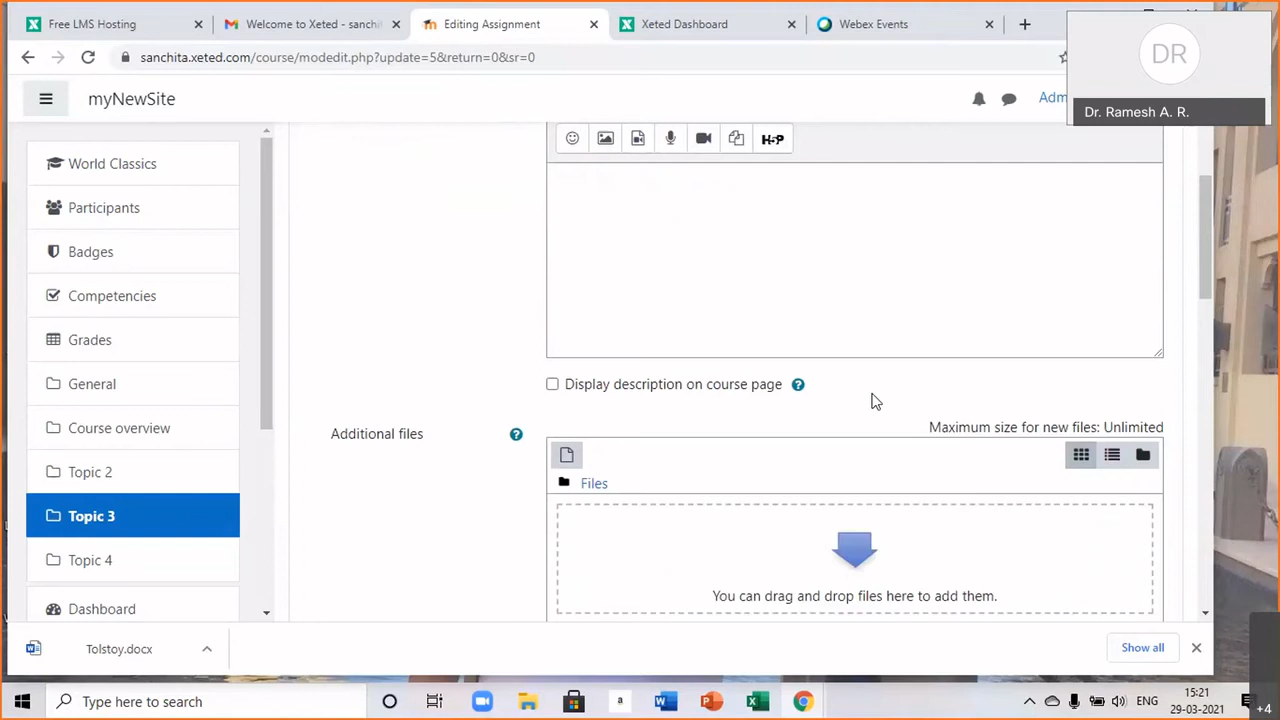 Free LMS Hosting
Welcome to Xeted - sanchit
Editing Assignment
Xeted Dashboard
Webex Events
sanchita.xeted.com/course/modedit.php?update=5&return=0&sr=0
DR
Dr. Ramesh A. R.
myNewSite
Adm
World Classics
Participants
Badges
Competencies
Grades
General
Course overview
Topic 2
Topic 3
Topic 4
Dashboard
H5P
Display description on course page
Additional files
Maximum size for new files: Unlimited
Files
You can drag and drop files here to add them.
Tolstoy.docx
Show all
Type here to search
ENG
15:21
29-03-2021
+4